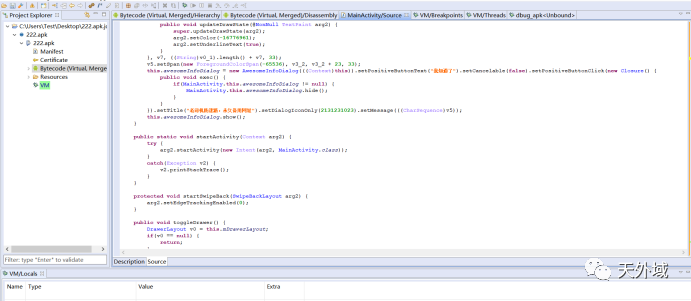 Project Explorer
C:\Users\Test\Desktop\222.apk.jc
222.apk
222.apk
Manifest
Certificate
Bytecode (Virtual, Merge
Resources
VM
Filter: type "Enter" to validate
Bytecode (Virtual, Merged)/Hierarchy
Bytecode (Virtual, Merged)/Disassembly
MainActivity/Source
VM/Breakpoints
VM/Threads
dbug_apk<Unbound>
public void updateDrawState(@NonNull TextPaint arg2) {
super.updateDrawState(arg2);
arg2.setColor(-16776961);
arg2.setUnderlineText(true);
}
}, v7, ((String)v0_1).length() + v7, 33);
v5.setSpan(new ForegroundColorSpan(-65536), v3_2, v3_2 + 23, 33);
this.awesomeInfoDialog = new AwesomeInfoDialog(((Context)this)).setPositiveButtonText("我知道了").setCancelable(false).setPositiveButtonClick(new Closure() {
public void exec() {
if(MainActivity.this.awesomeInfoDialog != null) {
MainActivity.this.awesomeInfoDialog.hide();
}
}
}).setTitle("").setDialogIconOnly(2131231023).setMessage(((CharSequence)v5));
this.awesomeInfoDialog.show();
}
public static void startActivity(Context arg2) {
try {
arg2.startActivity(new Intent(arg2, MainActivity.class));
}
catch(Exception v2) {
v2.printStackTrace();
}
}
protected void startSwipeBack(SwipeBackLayout arg2) {
arg2.setEdgeTrackingEnabled(0);
}
public void toggleDrawer() {
DrawerLayout v0 = this.mDrawerLayout;
if(v0 == null) {
return;
}
Description Source
VM/Locals
Name Type Value Extra
天外域